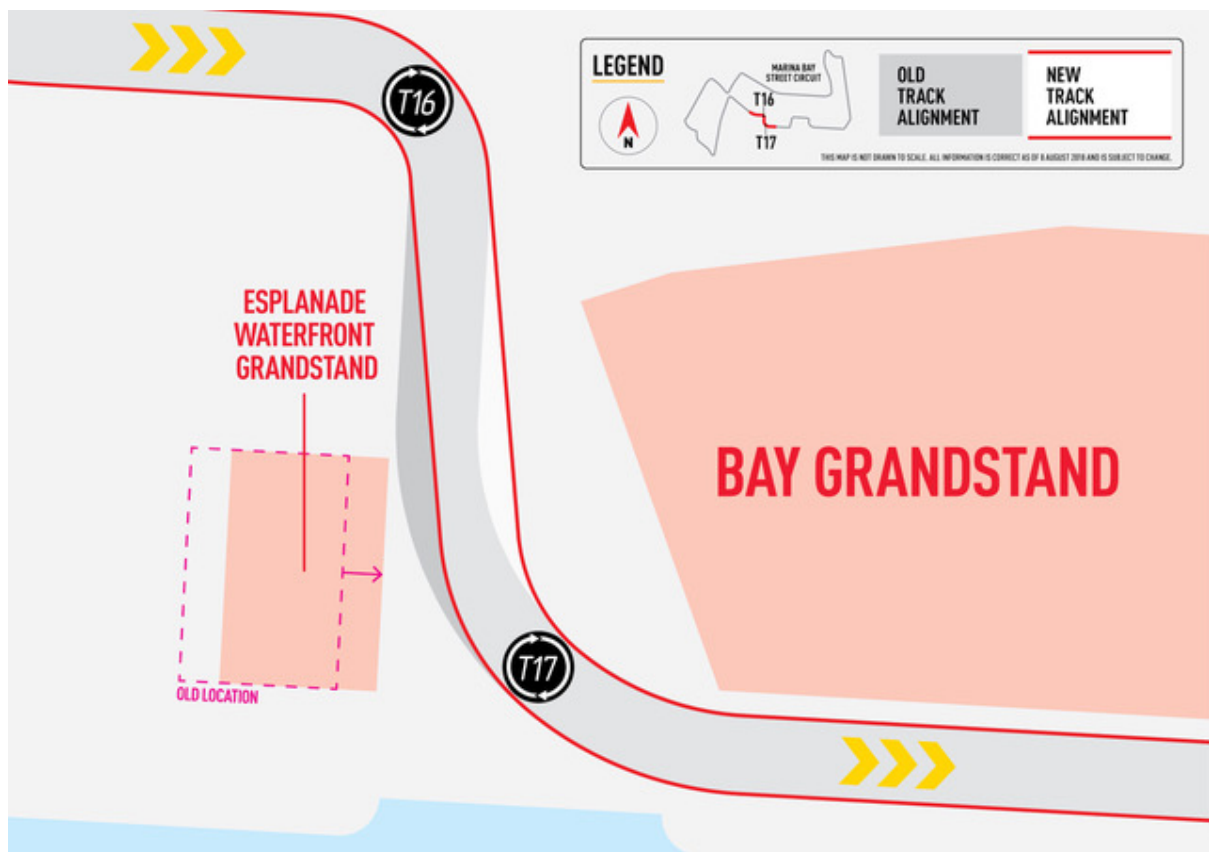 T16
LEGEND
N
MARINA BAY
STREET CIRCUIT
T16
T17
OLD
TRACK
ALIGNMENT
NEW
TRACK
ALIGNMENT
THIS MAP IS NOT DRAWN TO SCALE. ALL INFORMATION IS CORRECT AS OF 8 AUGUST 2018 AND IS SUBJECT TO CHANGE.
ESPLANADE
WATERFRONT
GRANDSTAND
BAY GRANDSTAND
T17
OLD LOCATION